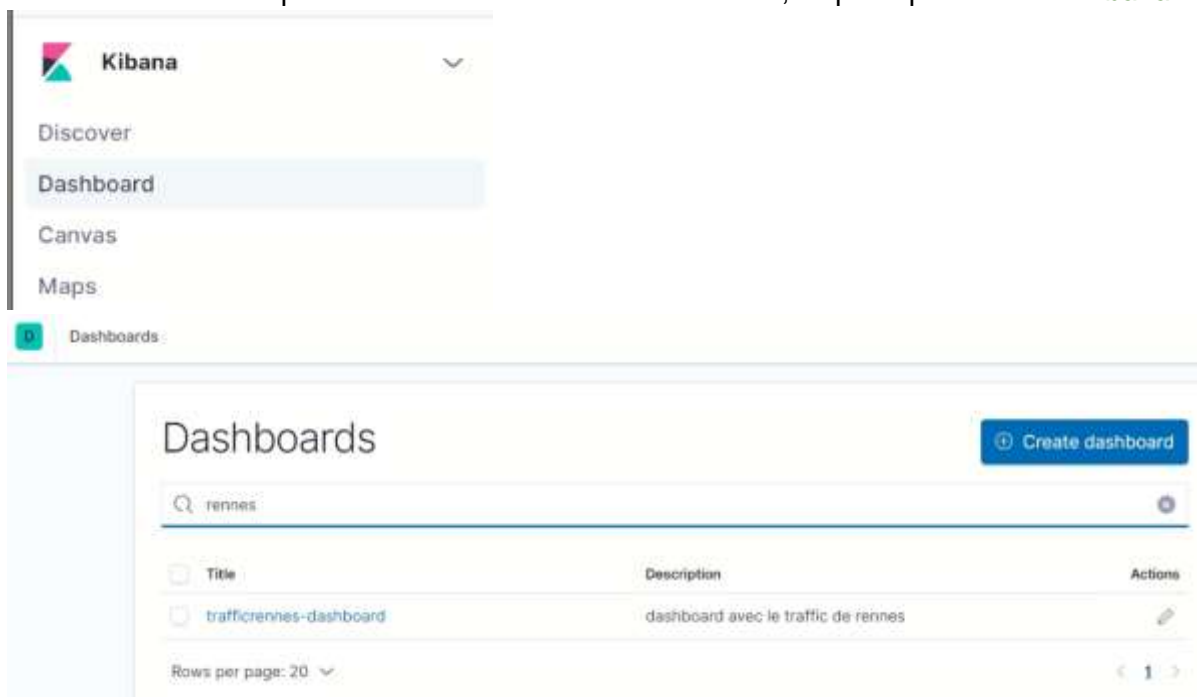 Kibana
Discover
Dashboard
Canvas
Maps
D Dashboards
Dashboards
Create dashboard
rennes
Title Description Actions
trafficrennes-dashboard dashboard avec le traffic de rennes
Rows per page: 20 < 1 >